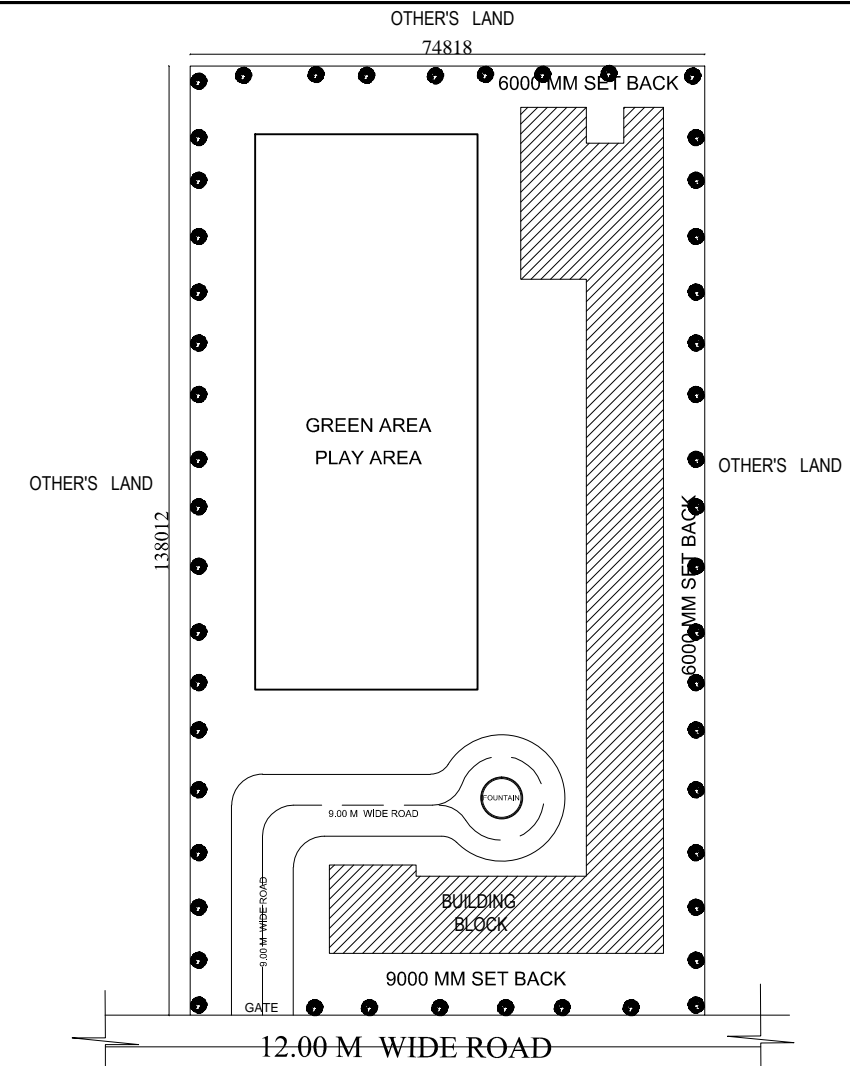 OTHER'S LAND
74818
6000 MM SET BACK
GREEN AREA
PLAY AREA
OTHER'S LAND
OTHER'S LAND
138012
6000 MM SET BACK
FOUNTAIN
9.00 M WIDE ROAD
9.00 M WIDE ROAD
BUILDING
BLOCK
9000 MM SET BACK
GATE
12.00 M WIDE ROAD